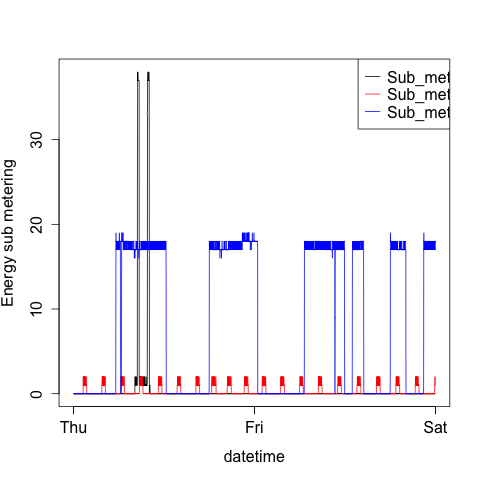 Sub_met
Sub_met
Sub_met
Energy sub metering
30
20
10
0
Thu
Fri
Sat
datetime